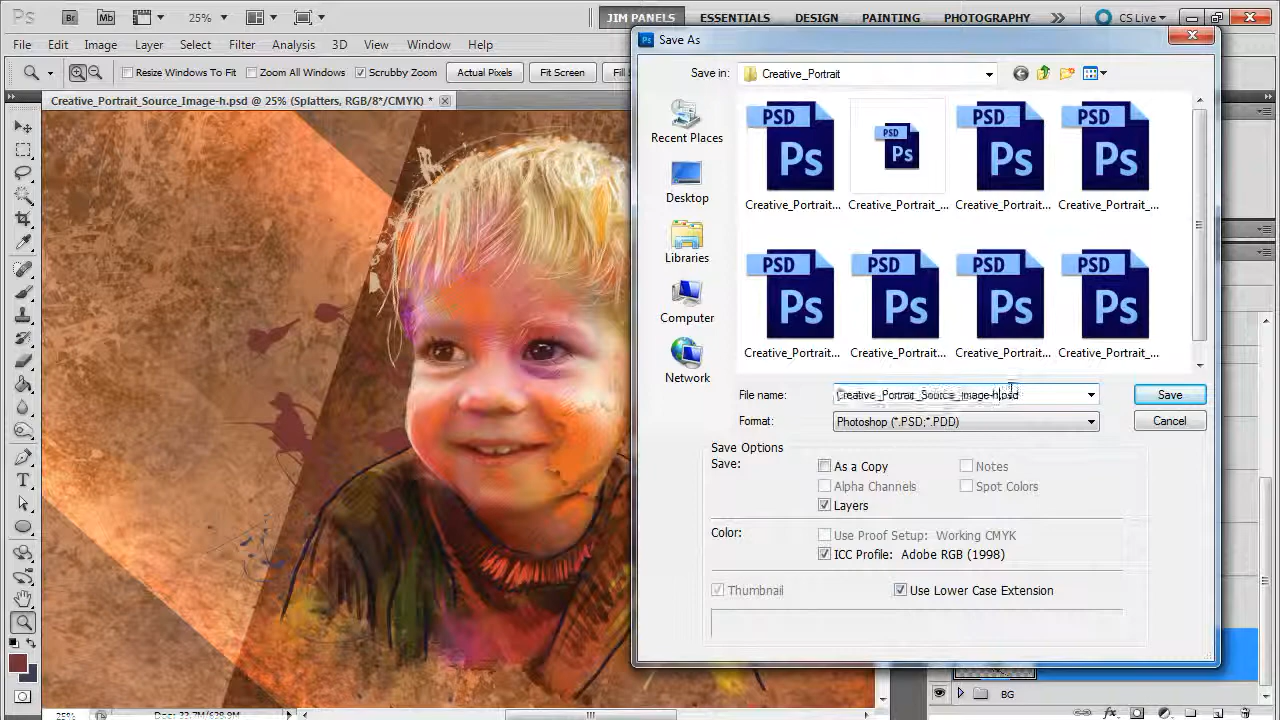 Ps Br Mb 25% JIM PANELS ESSENTIALS DESIGN PAINTING PHOTOGRAPHY CS Live
File Edit Image Layer Select Filter Analysis 3D View Window Help
Resize Windows To Fit Zoom All Windows Scrubby Zoom Actual Pixels Fit Screen Fill S
Creative_Portrait_Source_Image-h.psd @ 25% (Splatters, RGB/8*/CMYK) *
Ps Save As
Save in: Creative_Portrait
Recent Places
Desktop
Libraries
Computer
Network
PSD PSD PSD PSD
Ps Ps Ps Ps
Creative_Portrait... Creative_Portrait_... Creative_Portrait... Creative_Portrait_...
PSD PSD PSD PSD
Ps Ps Ps Ps
Creative_Portrait... Creative_Portrait... Creative_Portrait... Creative_Portrait_...
File name: Creative_Portrait_Source_Image-h.psd Save
Format: Photoshop (*.PSD;*.PDD) Cancel
Save Options
Save: As a Copy Notes
Alpha Channels Spot Colors
Layers
Color: Use Proof Setup: Working CMYK
ICC Profile: Adobe RGB (1998)
Thumbnail Use Lower Case Extension
BG
25%
fx